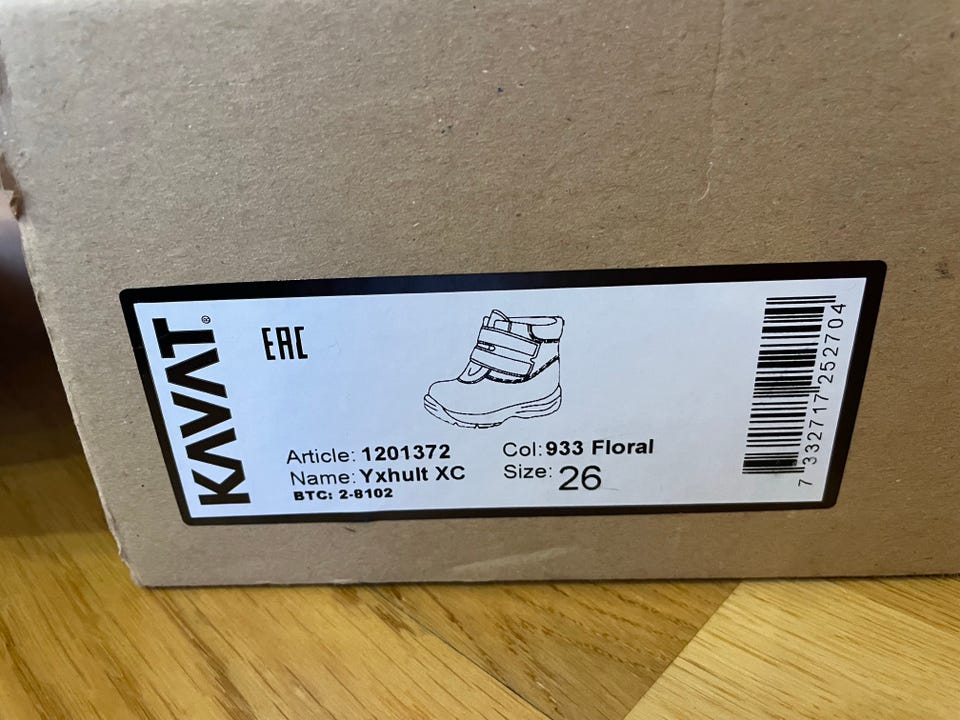 KAVAT®
EAC
Article: 1201372
Name: Yxhult XC
BTC: 2-8102
Col: 933 Floral
Size: 26
7 332717 252704